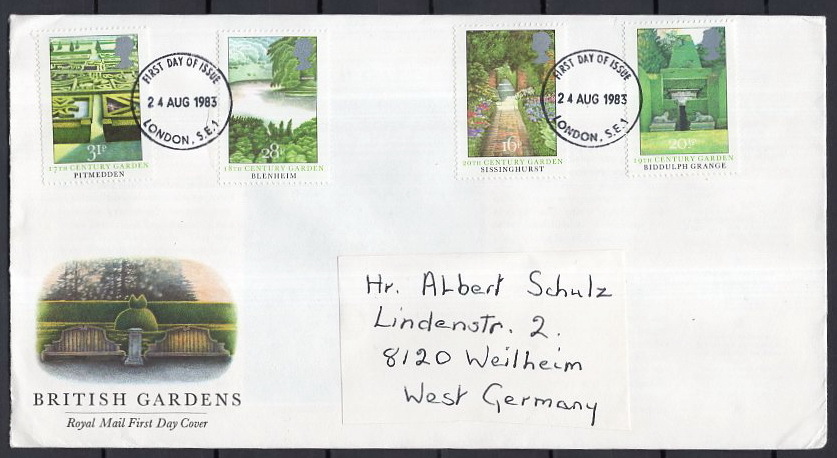 31P
17TH CENTURY GARDEN
PITMEDDEN
FIRST DAY OF ISSUE
24 AUG 1983
LONDON, S.E.1
28P
18TH CENTURY GARDEN
BLENHEIM
16P
20TH CENTURY GARDEN
SISSINGHURST
FIRST DAY OF ISSUE
24 AUG 1983
LONDON, S.E.1
20½P
19TH CENTURY GARDEN
BIDDULPH GRANGE
Hr. Albert Schulz
Lindenstr. 2.
8120 Weilheim
West Germany
BRITISH GARDENS
Royal Mail First Day Cover